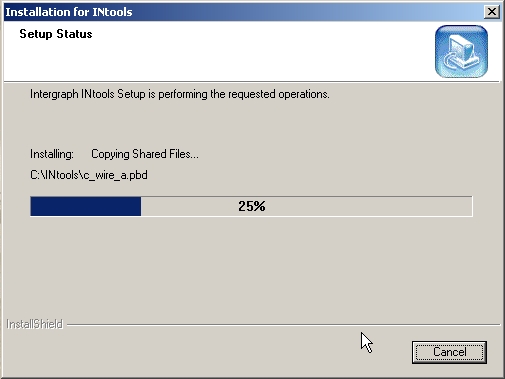 Installation for INtools
Setup Status
Intergraph INtools Setup is performing the requested operations.
Installing: Copying Shared Files...
C:\INtools\c_wire_a.pbd
25%
InstallShield
Cancel